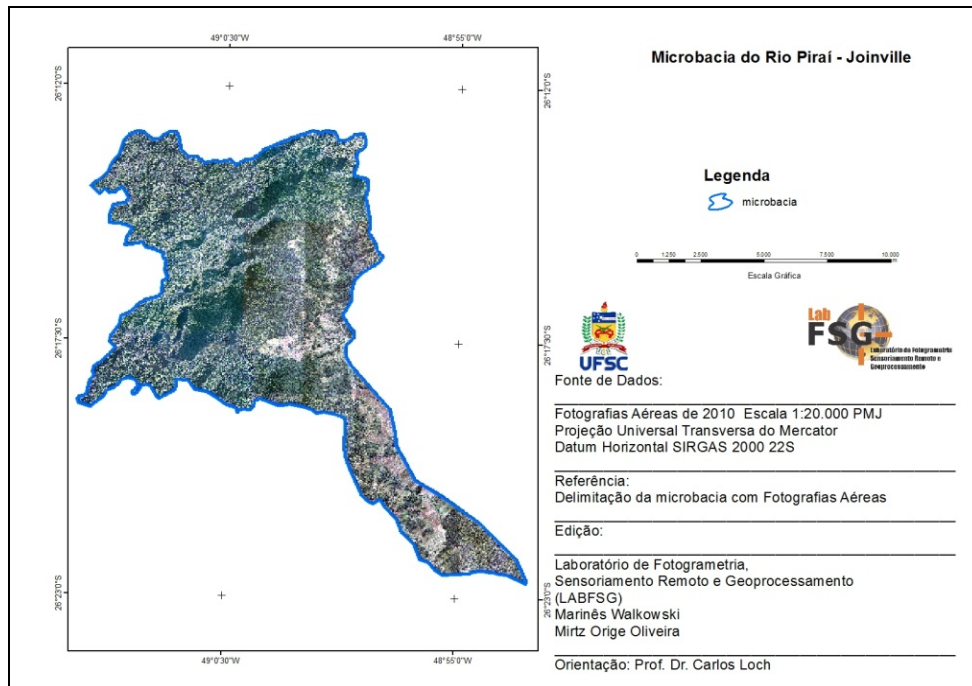 49°0'30"W
48°55'0"W
26°12'0"S
26°12'0"S
26°17'30"S
26°17'30"S
26°23'0"S
26°23'0"S
49°0'30"W
48°55'0"W
Microbacia do Rio Piraí - Joinville
Legenda
microbacia
0 1.250 2.500 5.000 7.500 10.000
m
Escala Gráfica
UFSC
Lab
FSG
Laboratório de Fotogrametria
Sensoriamento Remoto e
Geoprocessamento
Fonte de Dados:
Fotografias Aéreas de 2010 Escala 1:20.000 PMJ
Projeção Universal Transversa do Mercator
Datum Horizontal SIRGAS 2000 22S
Referência:
Delimitação da microbacia com Fotografias Aéreas
Edição:
Laboratório de Fotogrametria,
Sensoriamento Remoto e Geoprocessamento
(LABFSG)
Marinês Walkowski
Mirtz Orige Oliveira
Orientação: Prof. Dr. Carlos Loch